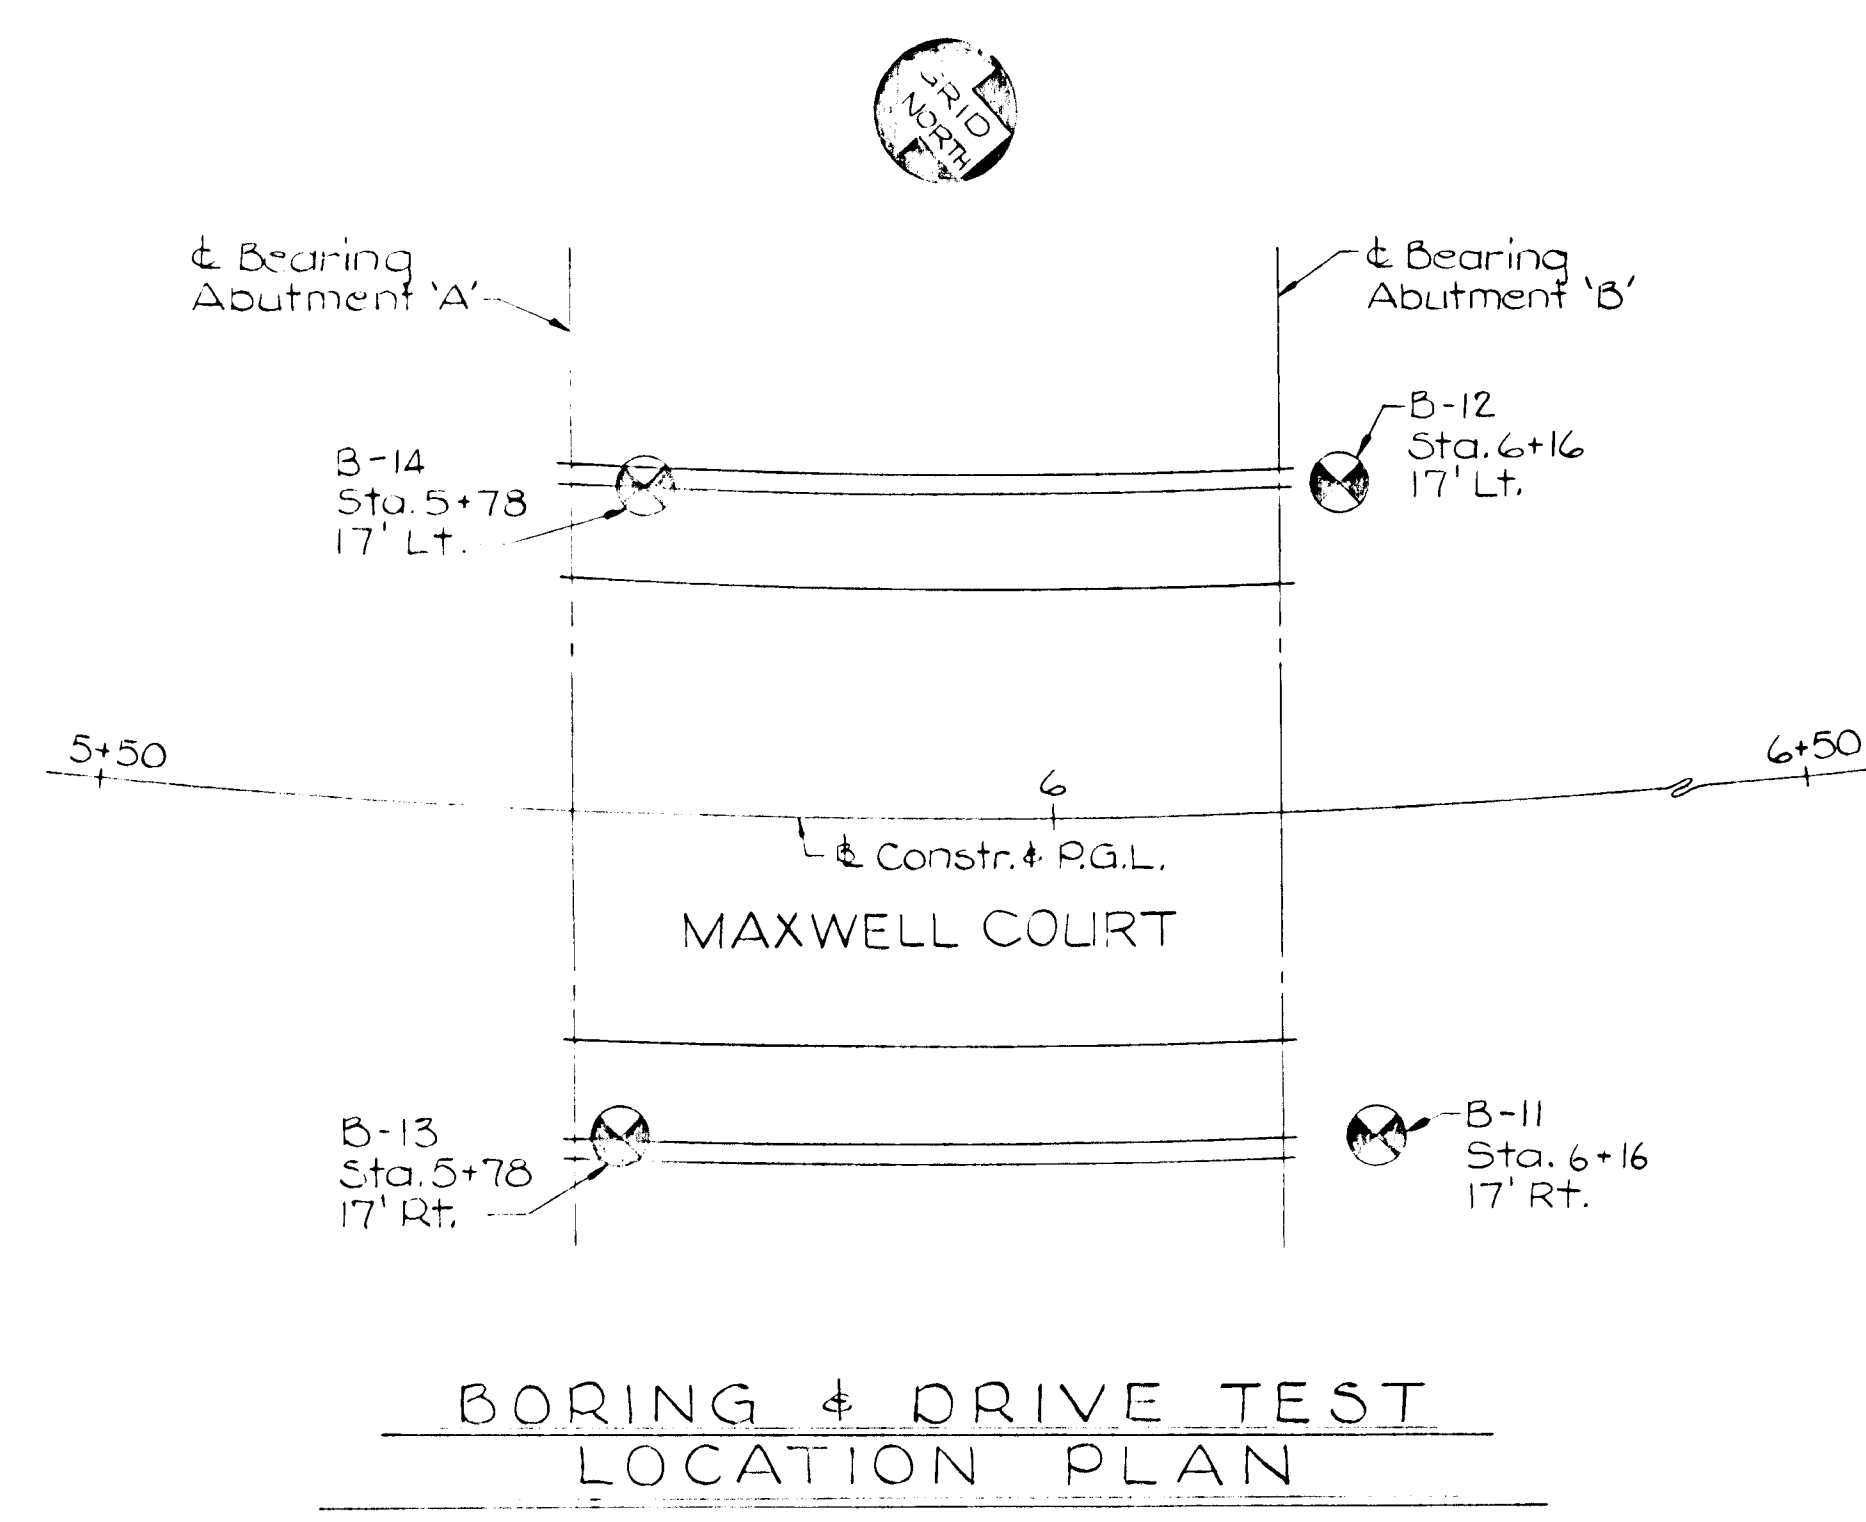 GRID
NORTH
℄ Bearing
Abutment 'A'
℄ Bearing
Abutment 'B'
B-12
Sta. 6+16
17' Lt.
B-14
Sta. 5+78
17' Lt.
5+50
6
6+50
℄ Constr. & P.G.L.
MAXWELL COURT
B-13
Sta. 5+78
17' Rt.
B-11
Sta. 6+16
17' Rt.
BORING & DRIVE TEST
LOCATION PLAN